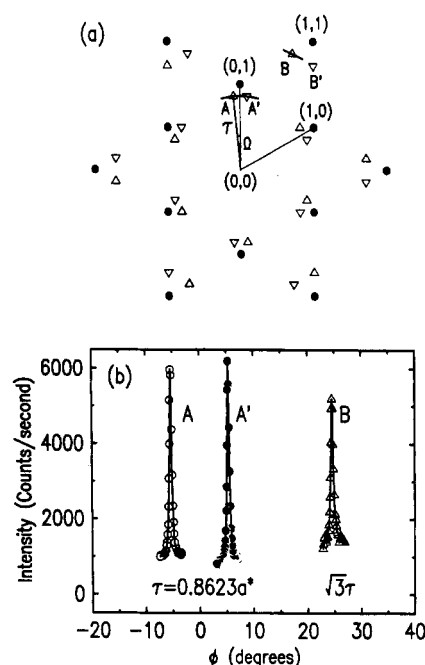 (a)
(1,1)
(0,1)
B
B'
A A'
(1,0)
τ
Ω
(0,0)
(b)
6000
4000
2000
0
A
A'
B
τ=0.8623a*
√3τ
Intensity (Counts/second)
−20 −10 0 10 20 30 40
ϕ (degrees)